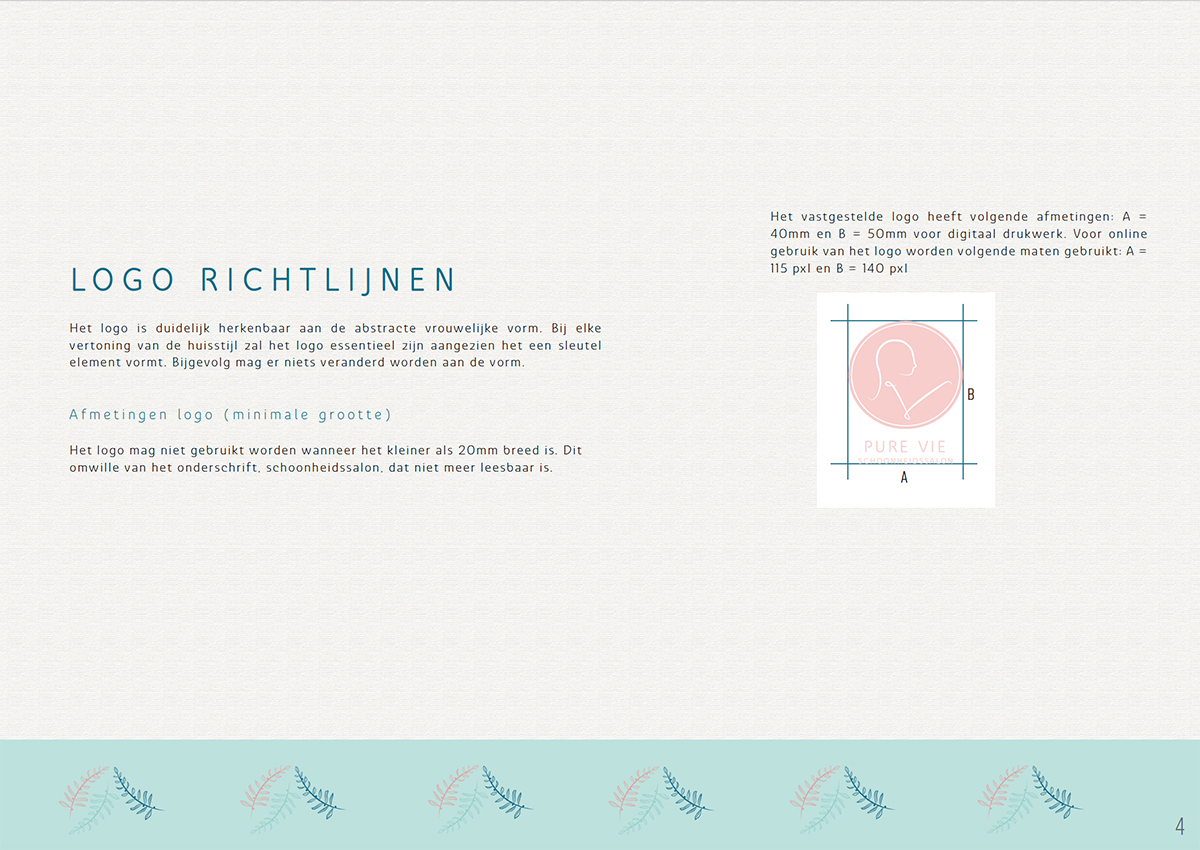 LOGO RICHTLIJNEN
Het logo is duidelijk herkenbaar aan de abstracte vrouwelijke vorm. Bij elke
vertoning van de huisstijl zal het logo essentieel zijn aangezien het een sleutel
element vormt. Bijgevolg mag er niets veranderd worden aan de vorm.
Afmetingen logo (minimale grootte)
Het logo mag niet gebruikt worden wanneer het kleiner als 20mm breed is. Dit
omwille van het onderschrift, schoonheidssalon, dat niet meer leesbaar is.
Het vastgestelde logo heeft volgende afmetingen: A =
40mm en B = 50mm voor digitaal drukwerk. Voor online
gebruik van het logo worden volgende maten gebruikt: A =
115 pxl en B = 140 pxl
B
PURE VIE
SCHOONHEIDSSALON
A
4